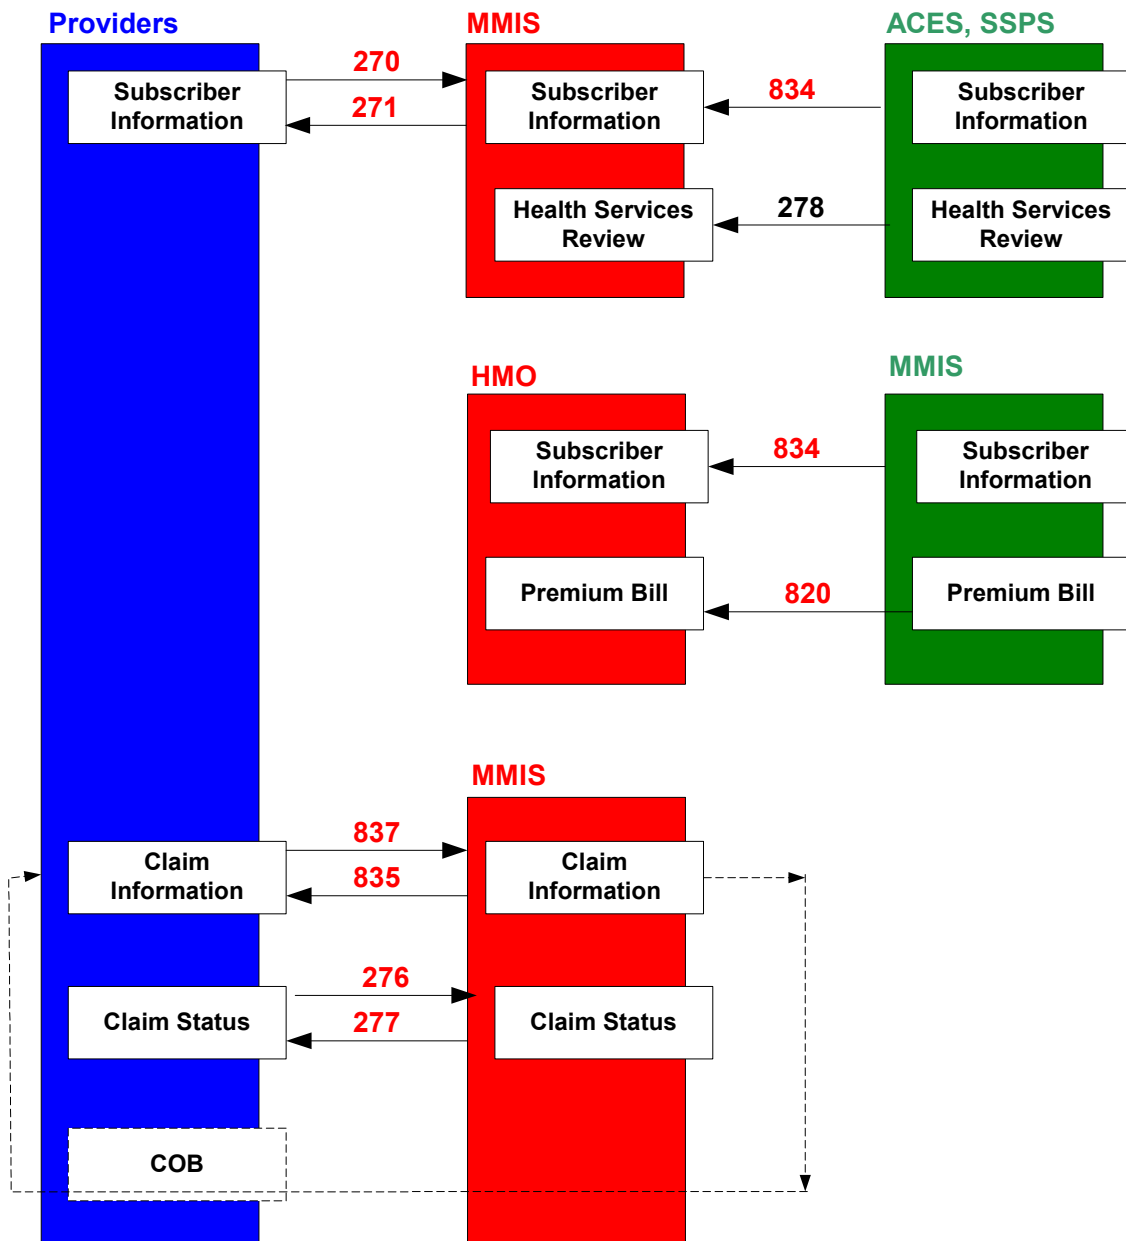 Providers
MMIS
ACES, SSPS
Subscriber
Information
270
271
Subscriber
Information
834
Subscriber
Information
Health Services
Review
278
Health Services
Review
HMO
MMIS
Subscriber
Information
834
Subscriber
Information
Premium Bill
820
Premium Bill
MMIS
Claim
Information
837
835
Claim
Information
Claim Status
276
277
Claim Status
COB